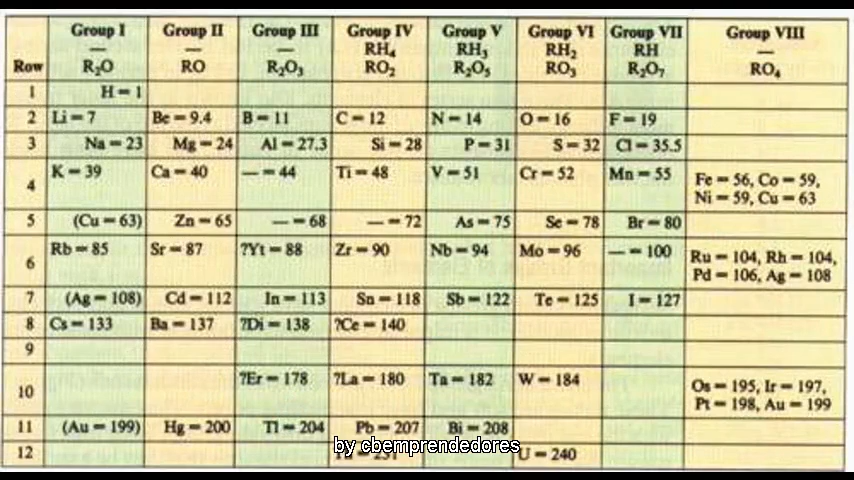 Group I Group II Group III Group IV Group V Group VI Group VII Group VIII
— — — RH₄ RH₅ RH₂ RH —
Row R₂O RO R₂O₃ RO₂ R₂O₅ RO₃ R₂O₇ RO₄
1 H = 1
2 Li = 7 Be = 9.4 B = 11 C = 12 N = 14 O = 16 F = 19
3 Na = 23 Mg = 24 Al = 27.3 Si = 28 P = 31 S = 32 Cl = 35.5
4 K = 39 Ca = 40 — = 44 Ti = 48 V = 51 Cr = 52 Mn = 55 Fe = 56, Co = 59,
Ni = 59, Cu = 63
5 (Cu = 63) Zn = 65 — = 68 — = 72 As = 75 Se = 78 Br = 80
6 Rb = 85 Sr = 87 ?Yt = 88 Zr = 90 Nb = 94 Mo = 96 — = 100 Ru = 104, Rh = 104,
Pd = 106, Ag = 108
7 (Ag = 108) Cd = 112 In = 113 Sn = 118 Sb = 122 Te = 125 I = 127
8 Cs = 133 Ba = 137 ?Di = 138 ?Ce = 140
9
10 ?Er = 178 ?La = 180 Ta = 182 W = 184 Os = 195, Ir = 197,
Pt = 198, Au = 199
11 (Au = 199) Hg = 200 Tl = 204 Pb = 207 Bi = 208
by cbemprendedores
12 U = 240